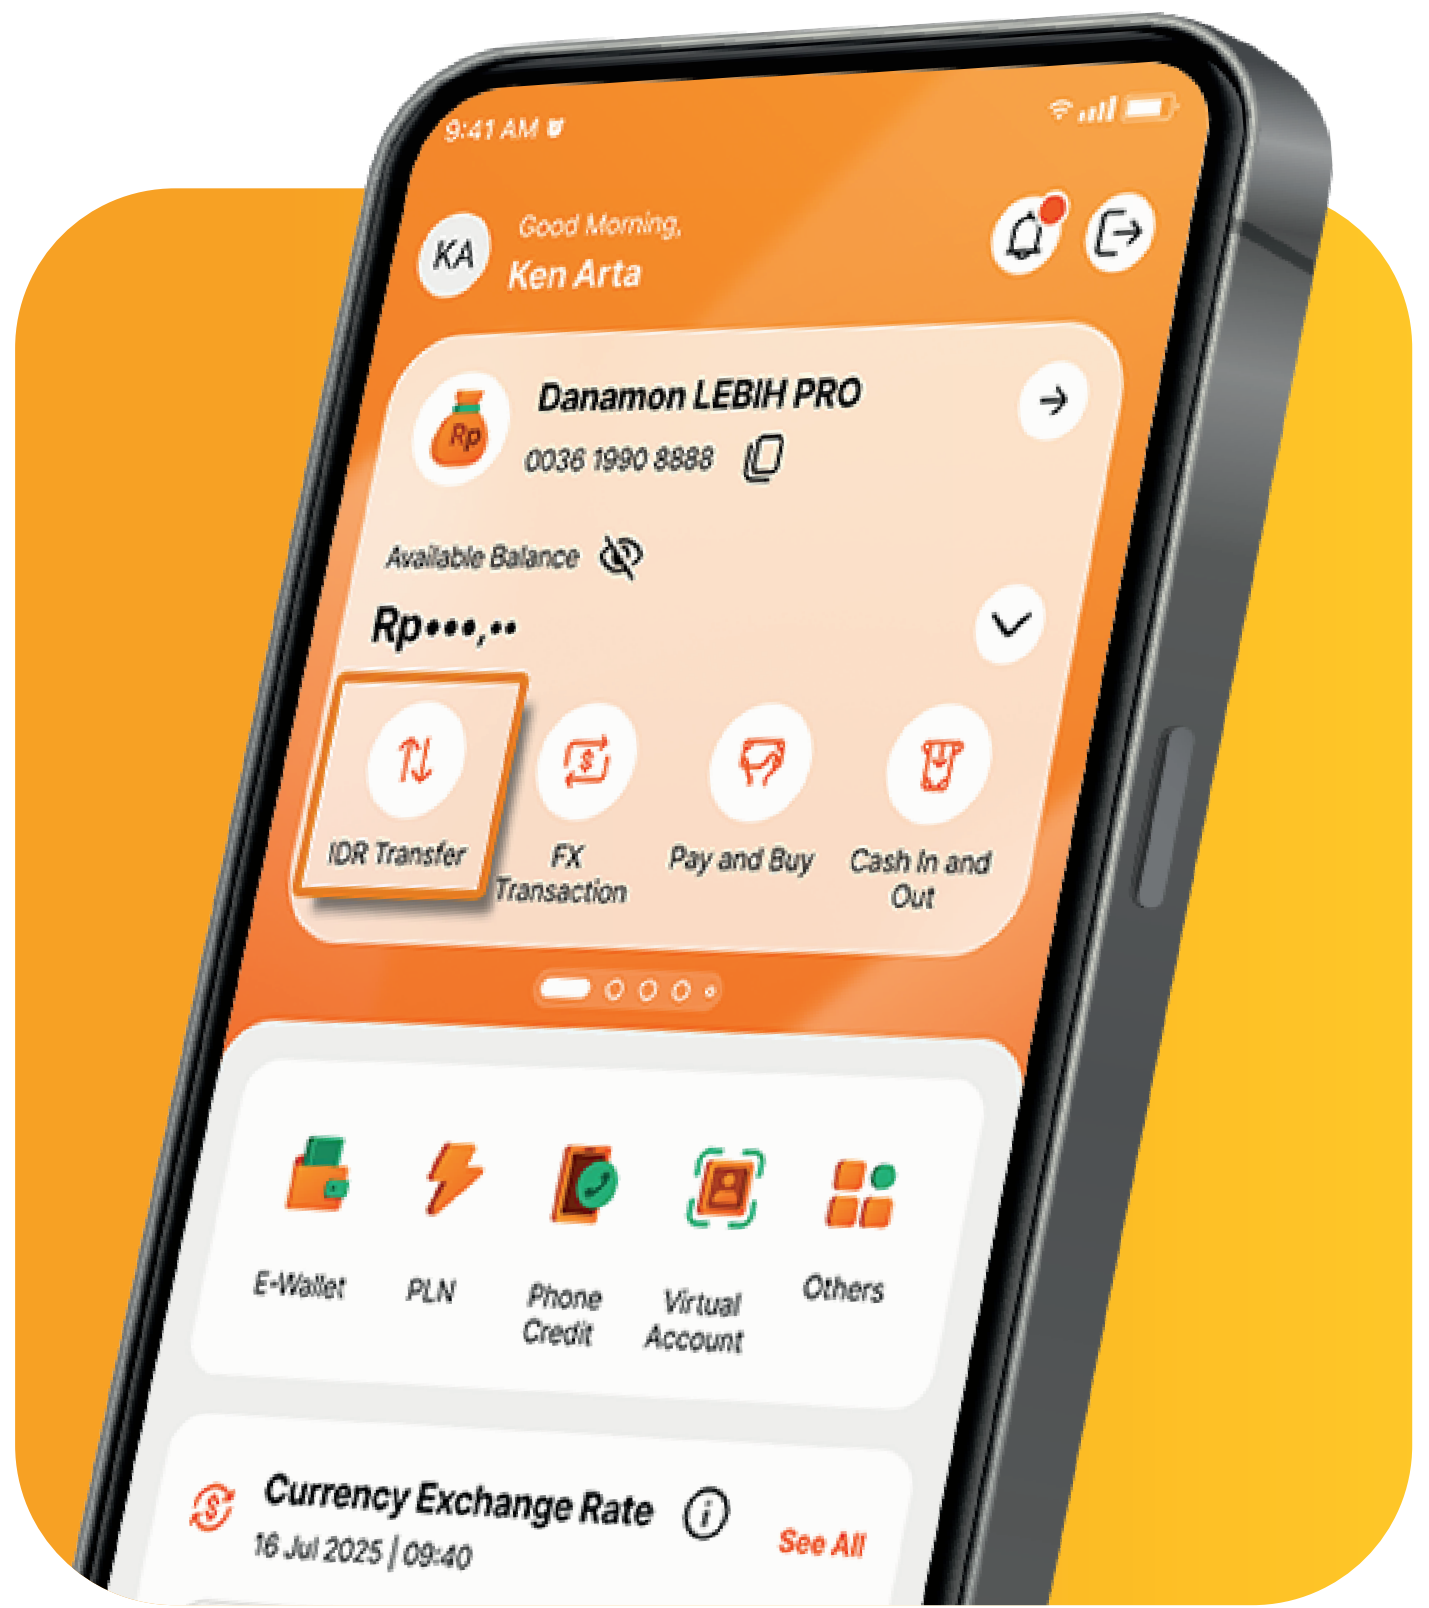 9:41 AM
KA
Good Morning,
Ken Arta
Danamon LEBIH PRO
Rp
0036 1990 8888
Available Balance
Rp•••,••
IDR Transfer
FX
Transaction
Pay and Buy
Cash In and
Out
E-Wallet
PLN
Phone
Credit
Virtual
Account
Others
Currency Exchange Rate
16 Jul 2025 | 09:40
See All